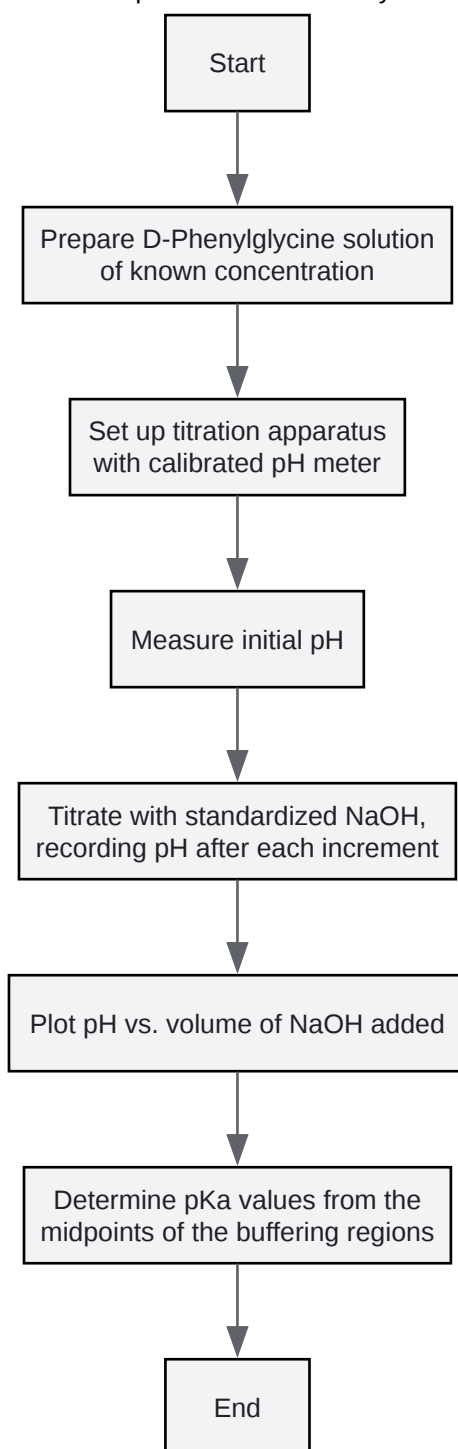 Start
Prepare D-Phenylglycine solution
of known concentration
Set up titration apparatus
with calibrated pH meter
Measure initial pH
Titrate with standardized NaOH,
recording pH after each increment
Plot pH vs. volume of NaOH added
Determine pKa values from the
midpoints of the buffering regions
End